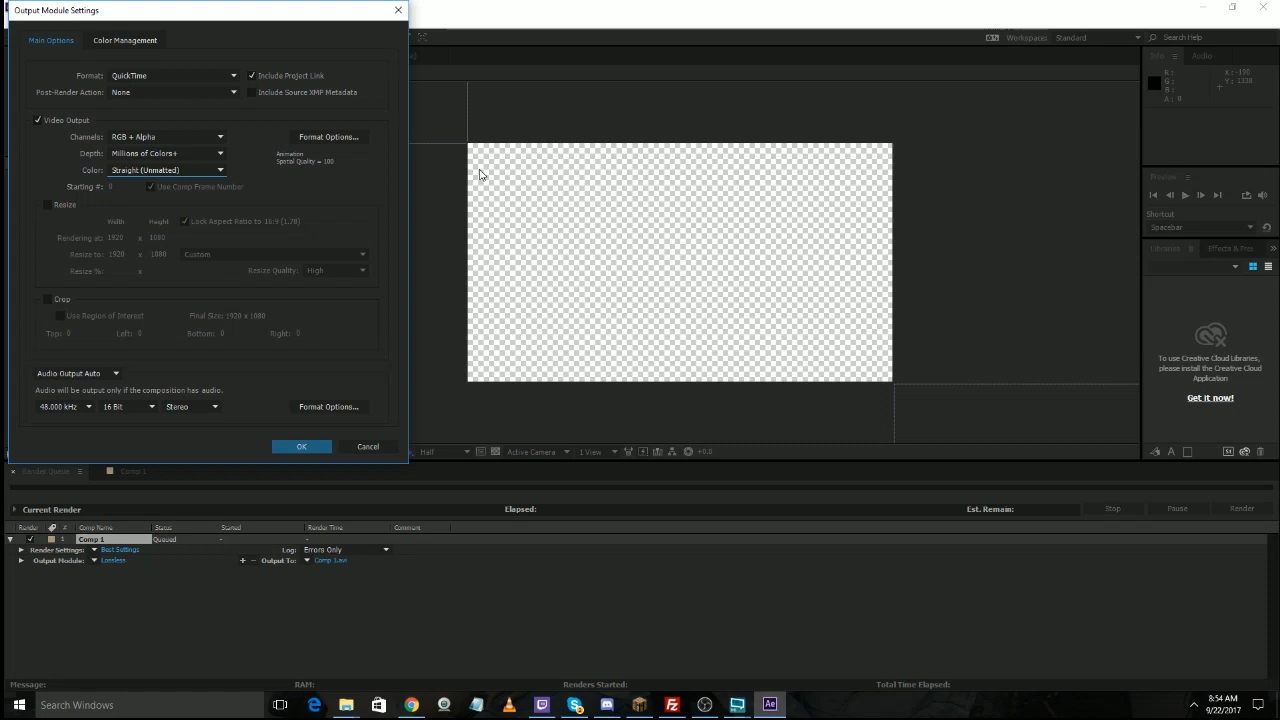 Output Module Settings
Main Options Color Management
Format: QuickTime Include Project Link
Post-Render Action: None Include Source XMP Metadata
Video Output
Channels: RGB + Alpha Format Options...
Depth: Millions of Colors+ Animation
Spatial Quality = 100
Color: Straight (Unmatted)
Starting #: 0 Use Comp Frame Number
Resize
Width Height Lock Aspect Ratio to 16:9 (1.78)
Rendering at: 1920 x 1080
Resize to: 1920 x 1080 Custom
Resize %: x Resize Quality: High
Crop
Use Region of Interest Final Size: 1920 x 1080
Top: 0 Left: 0 Bottom: 0 Right: 0
Audio Output Auto
Audio will be output only if the composition has audio.
48.000 kHz 16 Bit Stereo Format Options...
OK Cancel
Workspace: Standard Search Help
Info Audio
R: X: -190
G: Y: 1338
B:
A: 0
Preview
Shortcut
Spacebar
Libraries Effects & Pres
To use Creative Cloud Libraries,
please install the Creative Cloud
Application
Get it now!
Half Active Camera 1 View +0.0
Render Queue Comp 1
Current Render Elapsed: Est. Remain: Stop Pause Render
Render # Comp Name Status Started Render Time Comment
1 Comp 1 Queued - -
Render Settings: Best Settings Log: Errors Only
Output Module: Lossless + − Output To: Comp 1.avi
Message: RAM: Renders Started: Total Time Elapsed:
Search Windows
Ae
8:54 AM
9/22/2017